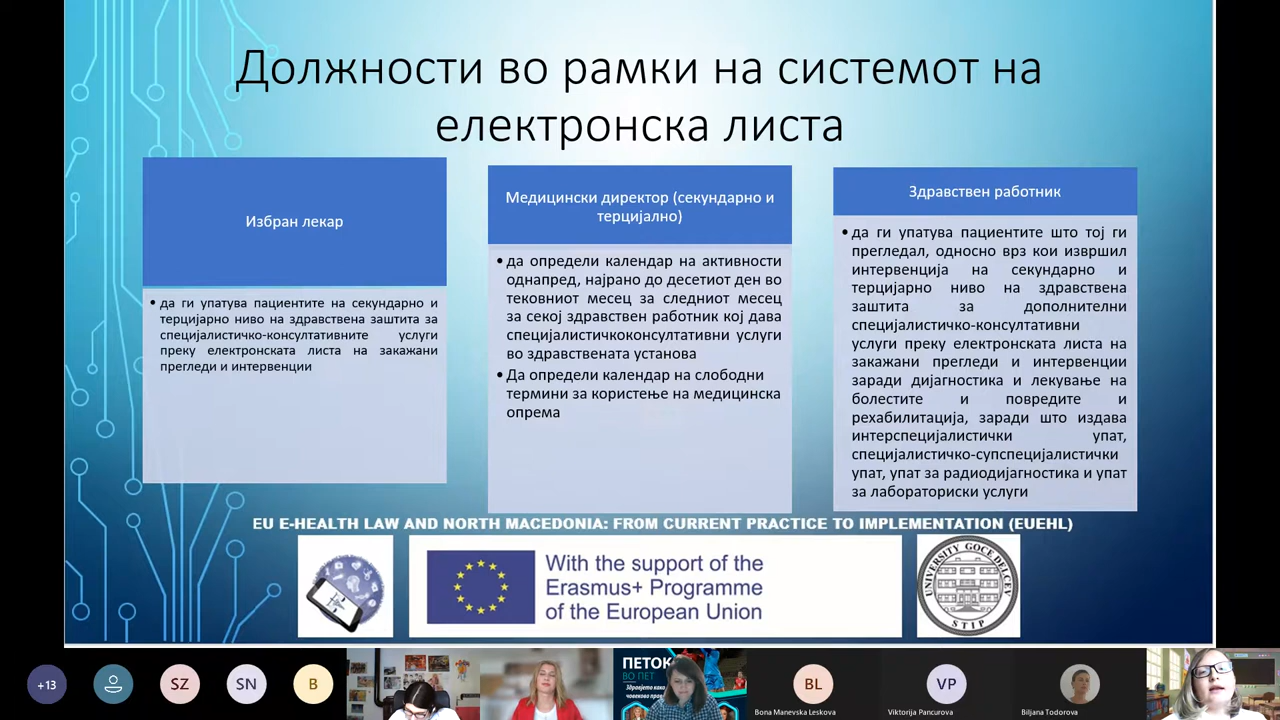 Должности во рамки на системот на
електронска листа
Избран лекар
• да ги упатува пациентите на секундарно и
терцијарно ниво на здравствена заштита за
специјалистичко-консултативните услуги
преку електронската листа на закажани
прегледи и интервенции
Медицински директор (секундарно и
терцијално)
• да определи календар на активности
однапред, најрано до десетиот ден во
тековниот месец за следниот месец
за секој здравствен работник кој дава
специјалистичкоконсултативни услуги
во здравствената установа
• Да определи календар на слободни
термини за користење на медицинска
опрема
Здравствен работник
• да ги упатува пациентите што тој ги
прегледал, односно врз кои извршил
интервенција на секундарно и
терцијарно ниво на здравствена
заштита за дополнителни
специјалистичко-консултативни
услуги преку електронската листа на
закажани прегледи и интервенции
заради дијагностика и лекување на
болестите и повредите и
рехабилитација, заради што издава
интерспецијалистички упат,
специјалистичко-супспецијалистички
упат, упат за радиодијагностика и упат
за лабораториски услуги
EU E-HEALTH LAW AND NORTH MACEDONIA: FROM CURRENT PRACTICE TO IMPLEMENTATION (EUEHL)
With the support of the
Erasmus+ Programme
of the European Union
UNIVERSITY GOCE DELCEV
STIP
+13
SZ
SN
B
ПЕТОК
ВО ПЕТ
Здравјето како
човеково прав
BL
Bona Manevska Leskova
VP
Viktorija Pancurova
Biljana Todorova